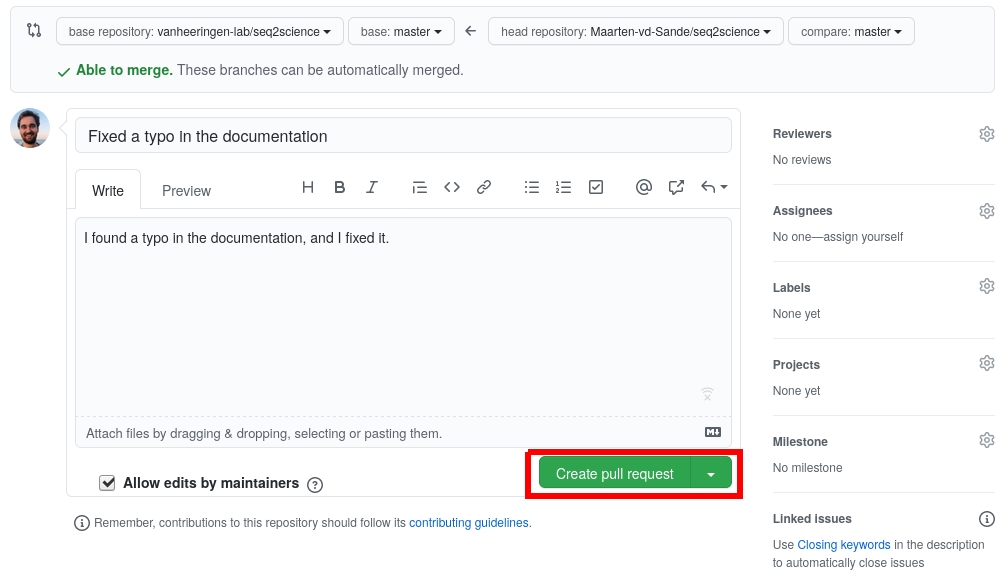 base repository: vanheeringen-lab/seq2science base: master head repository: Maarten-vd-Sande/seq2science compare: master
Able to merge. These branches can be automatically merged.
Fixed a typo in the documentation
Write Preview
I found a typo in the documentation, and I fixed it.
Attach files by dragging & dropping, selecting or pasting them.
Allow edits by maintainers
Create pull request
Remember, contributions to this repository should follow its contributing guidelines.
Reviewers
No reviews
Assignees
No one—assign yourself
Labels
None yet
Projects
None yet
Milestone
No milestone
Linked issues
Use Closing keywords in the description
to automatically close issues